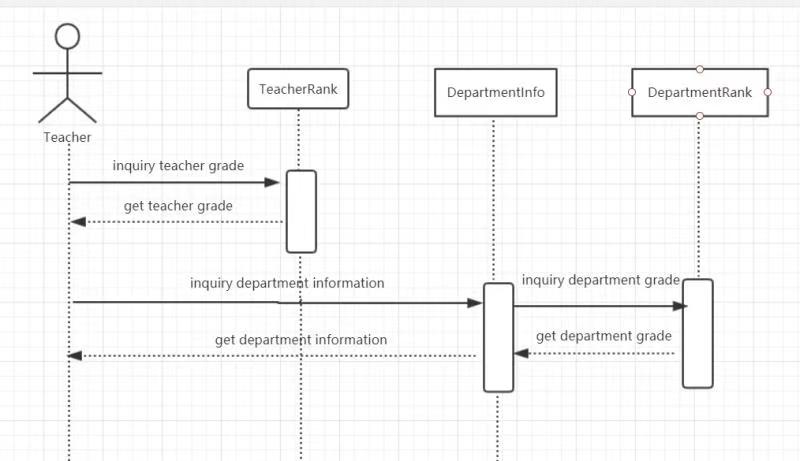 TeacherRank
DepartmentInfo
DepartmentRank
Teacher
inquiry teacher grade
get teacher grade
inquiry department information
inquiry department grade
get department information
get department grade